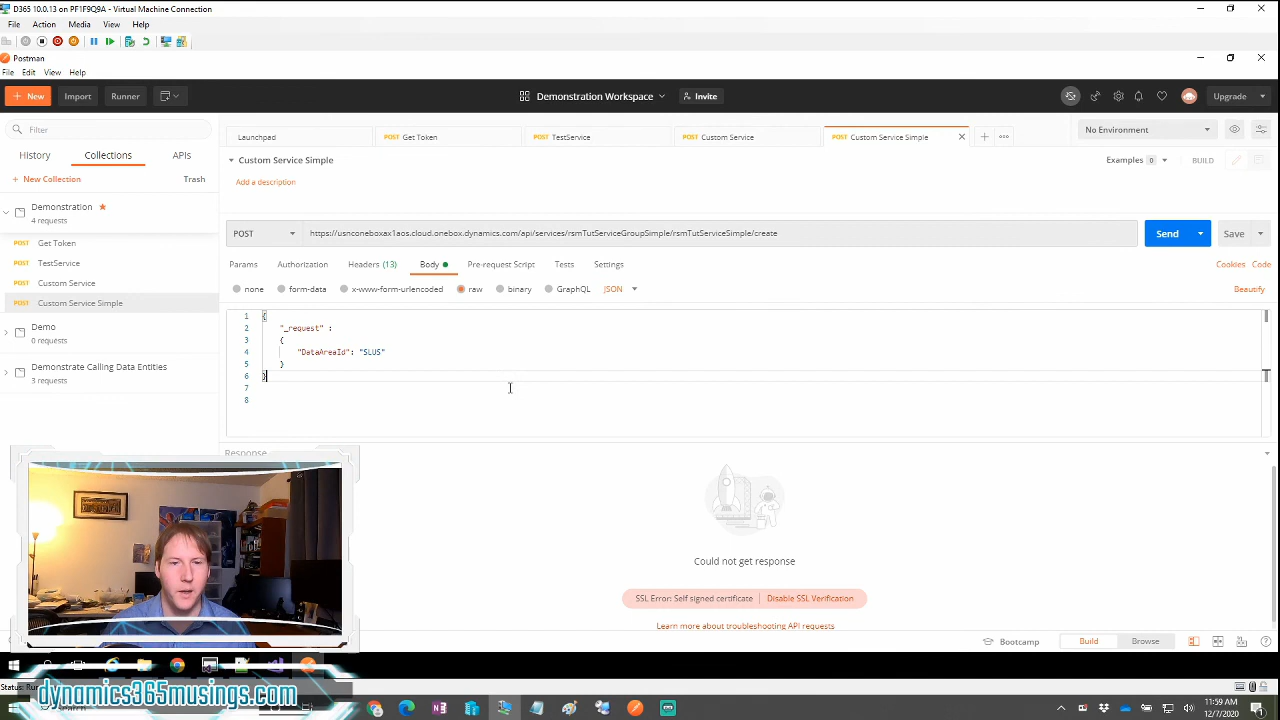 D365 10.0.13 on PF1F9Q9A - Virtual Machine Connection
File Action Media View Help
Postman
File Edit View Help
+ New Import Runner Demonstration Workspace Invite Upgrade
Filter
Launchpad
GET Get Token
POST TestService
POST Custom Service
POST Custom Service Simple
No Environment
History Collections APIs
Custom Service Simple
Examples 0 BUILD
+ New Collection Trash
Add a description
Demonstration
4 requests
POST https://usnconeboxax1aos.cloud.onebox.dynamics.com/api/services/rsmTutServiceGroupSimple/rsmTutServiceSimple/create Send Save
POST Get Token
POST TestService
POST Custom Service
POST Custom Service Simple
Params Authorization Headers (13) Body Pre-request Script Tests Settings Cookies Code
none form-data x-www-form-urlencoded raw binary GraphQL JSON Beautify
Demo
0 requests
Demonstrate Calling Data Entities
3 requests
1 {
2 "_request" :
3 {
4 "DataAreaId": "SLUS"
5 }
6 }
7
8
Response
Could not get response
SSL Error: Self signed certificate | Disable SSL Verification
Learn more about troubleshooting API requests
Bootcamp Build Browse
dynamics365musings.com
11:59 AM
12/7/2020